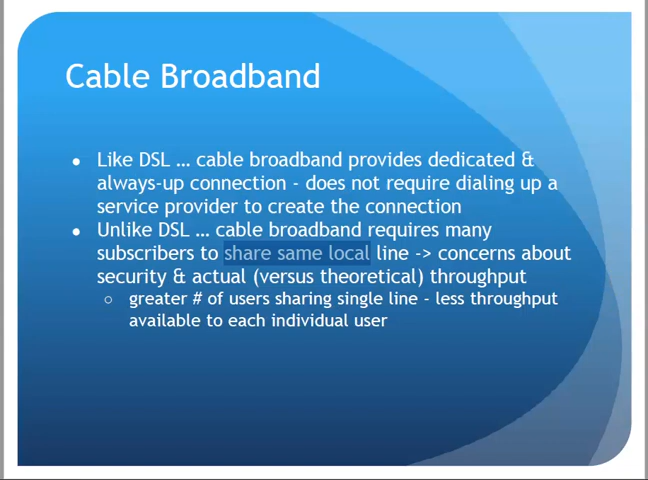 Cable Broadband
● Like DSL ... cable broadband provides dedicated &
always-up connection - does not require dialing up a
service provider to create the connection
● Unlike DSL ... cable broadband requires many
subscribers to share same local line -> concerns about
security & actual (versus theoretical) throughput
○ greater # of users sharing single line - less throughput
available to each individual user